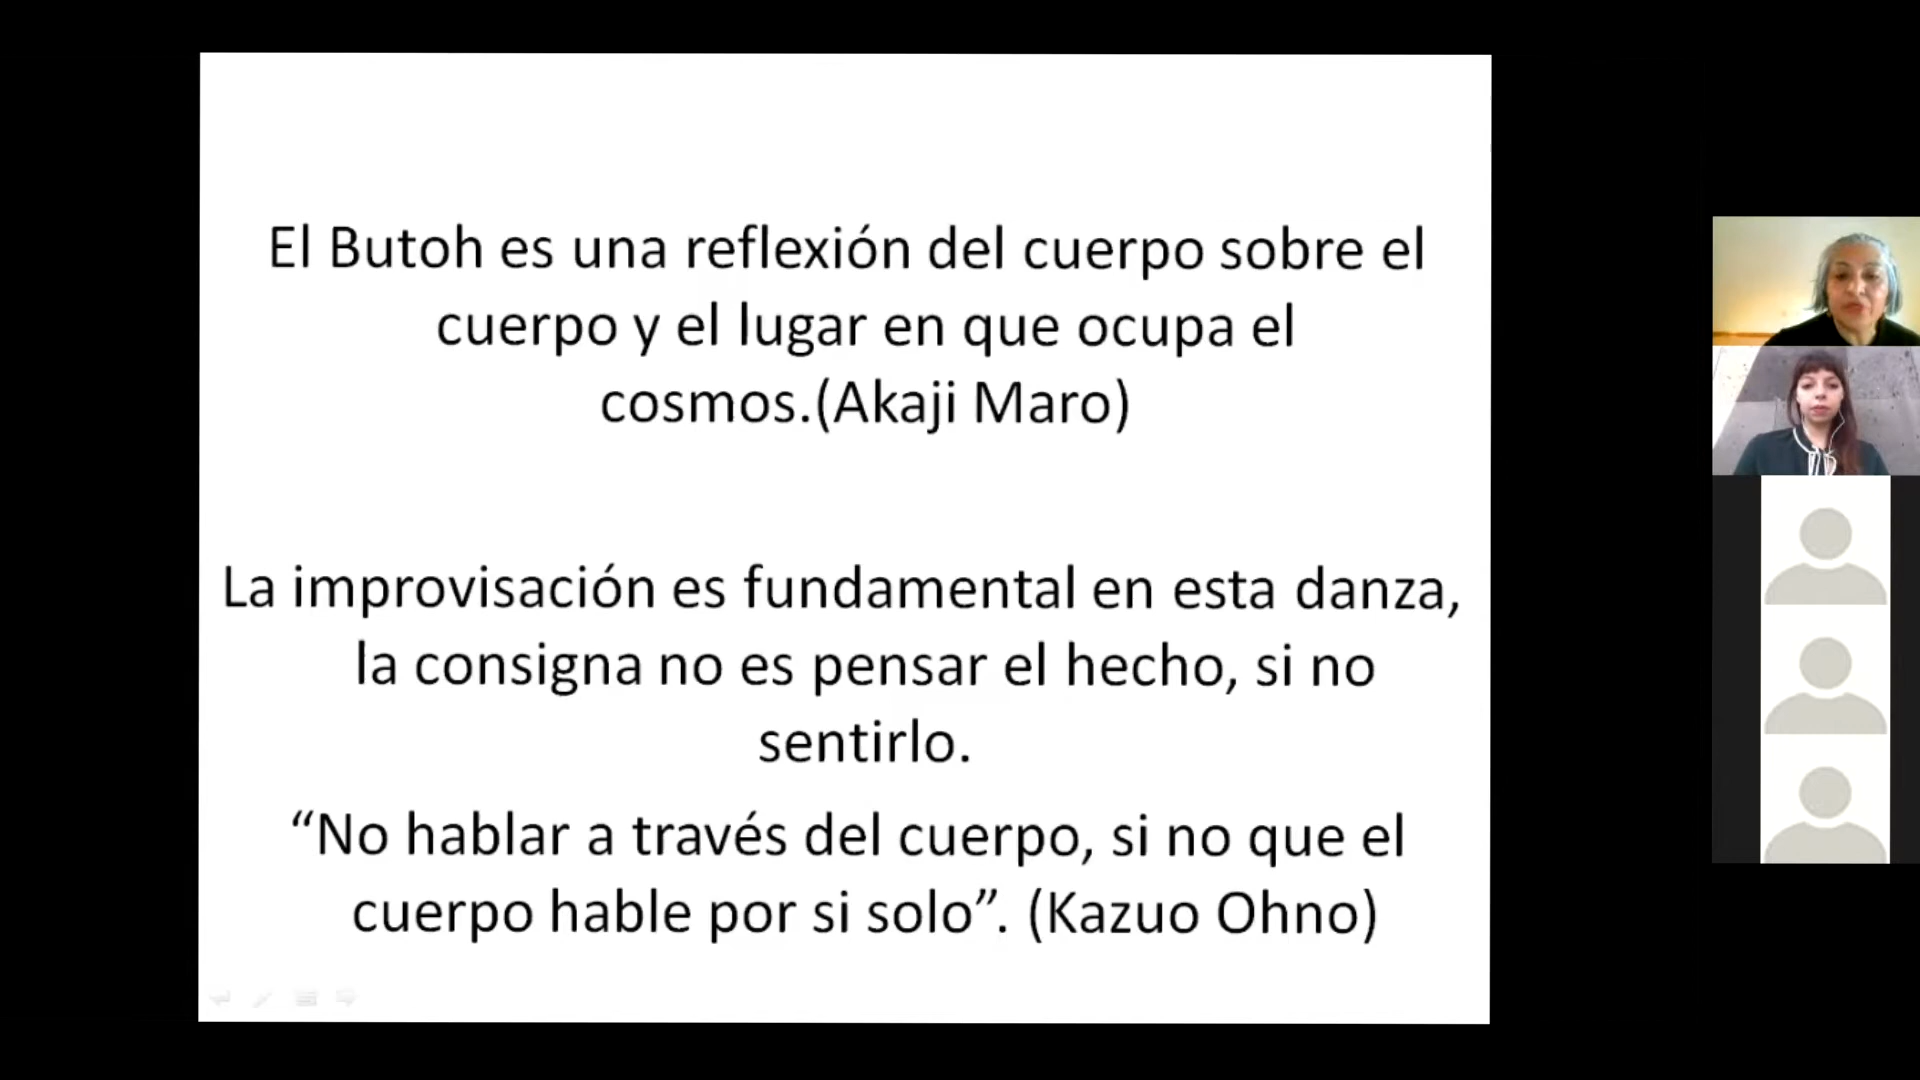 El Butoh es una reflexión del cuerpo sobre el
cuerpo y el lugar en que ocupa el
cosmos.(Akaji Maro)
La improvisación es fundamental en esta danza,
la consigna no es pensar el hecho, si no
sentirlo.
“No hablar a través del cuerpo, si no que el
cuerpo hable por si solo”. (Kazuo Ohno)